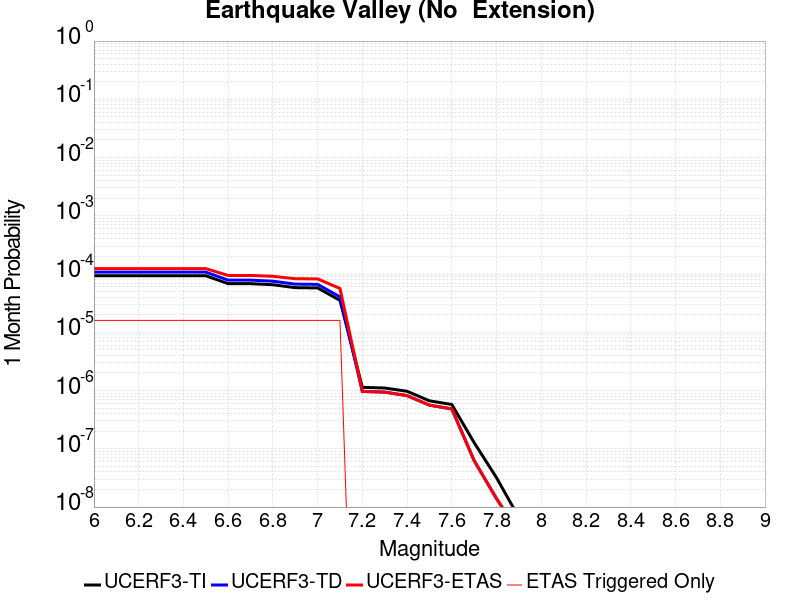 Earthquake Valley (No  Extension)
10^0
10^-1
10^-2
10^-3
10^-4
10^-5
10^-6
10^-7
10^-8
1 Month Probability
6 6.2 6.4 6.6 6.8 7 7.2 7.4 7.6 7.8 8 8.2 8.4 8.6 8.8 9
Magnitude
UCERF3-TI UCERF3-TD UCERF3-ETAS ETAS Triggered Only